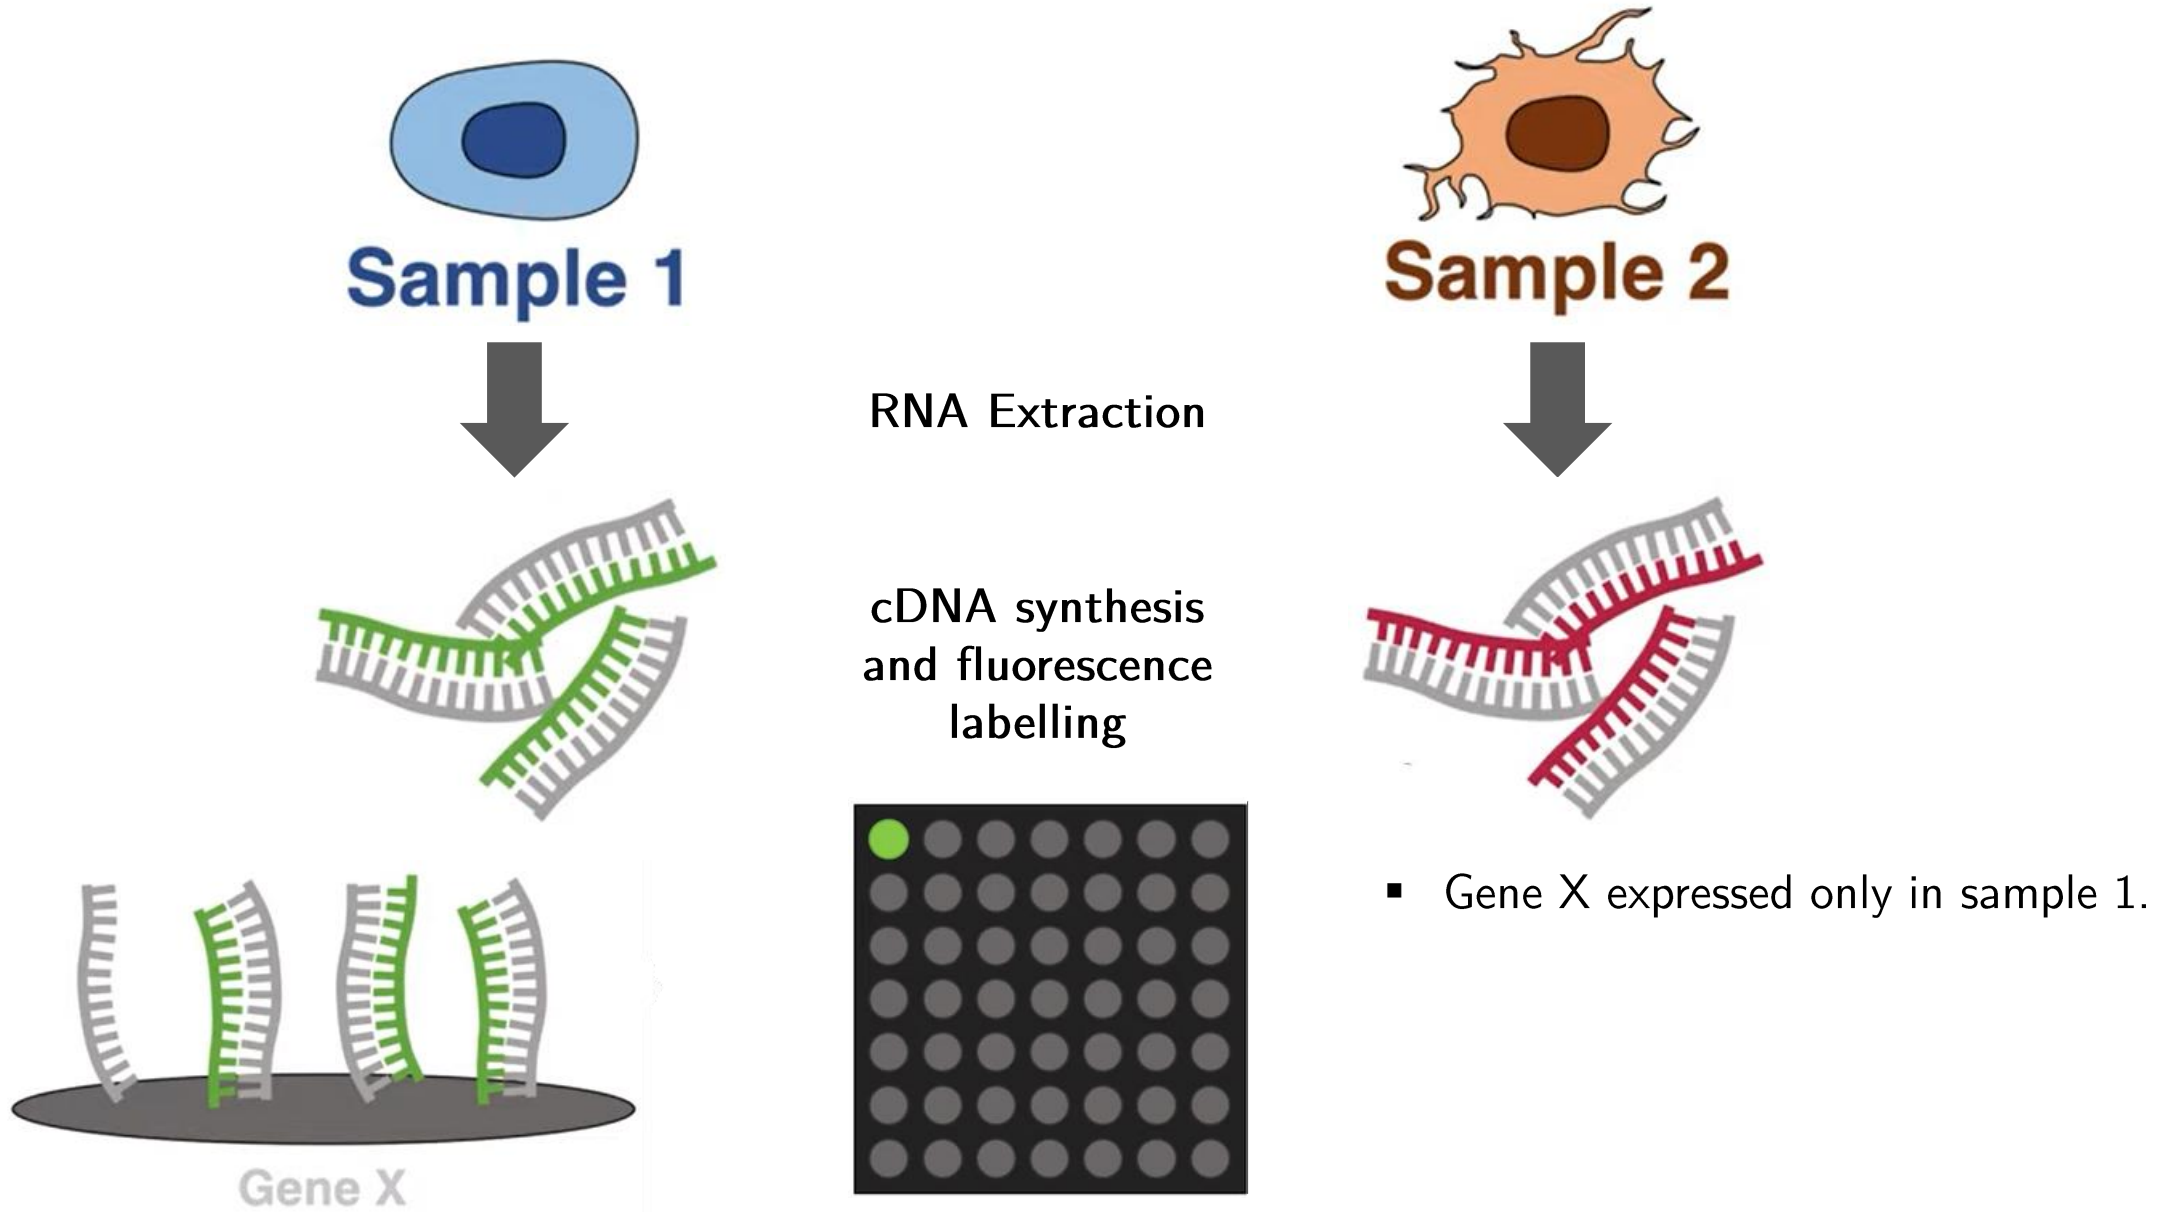 Sample 1
Sample 2
RNA Extraction
cDNA synthesis
and fluorescence
labelling
▪ Gene X expressed only in sample 1.
Gene X